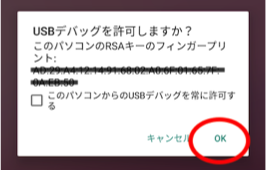 USBデバッグを許可しますか？
このパソコンのRSAキーのフィンガープリ
ント:
このパソコンからのUSBデバッグを常に許可す
る
キャンセル
OK